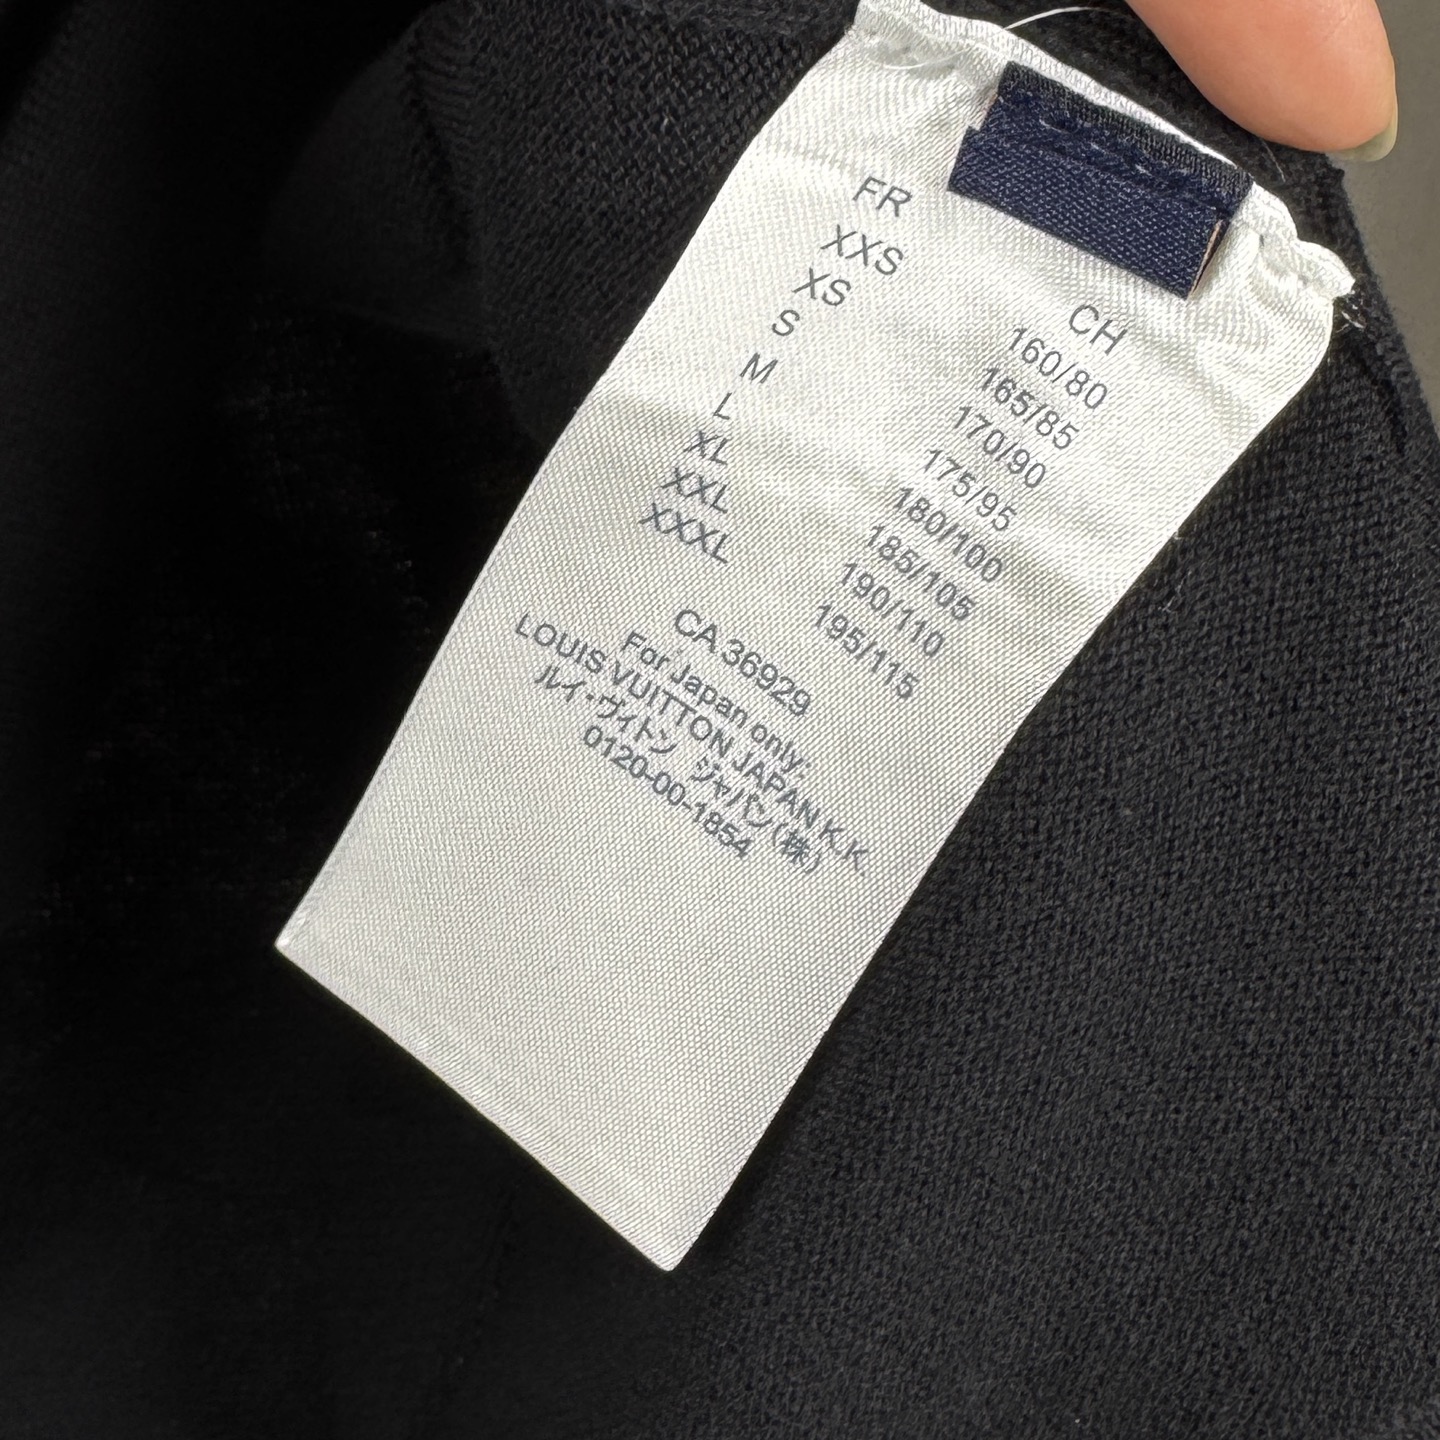 FR CH
XXS 160/80
XS 165/85
S 170/90
M 175/95
L 180/100
XL 185/105
XXL 190/110
XXXL 195/115
CA 36929
For Japan only:
LOUIS VUITTON JAPAN K.K.
ルイ・ヴィトン ジャパン(株)
0120-00-1854